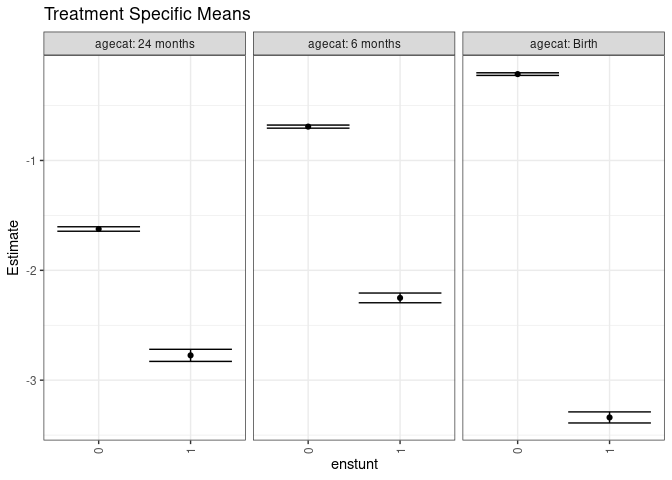 Treatment Specific Means
agecat: 24 months
agecat: 6 months
agecat: Birth
Estimate
-1
-2
-3
0
1
0
1
0
1
enstunt